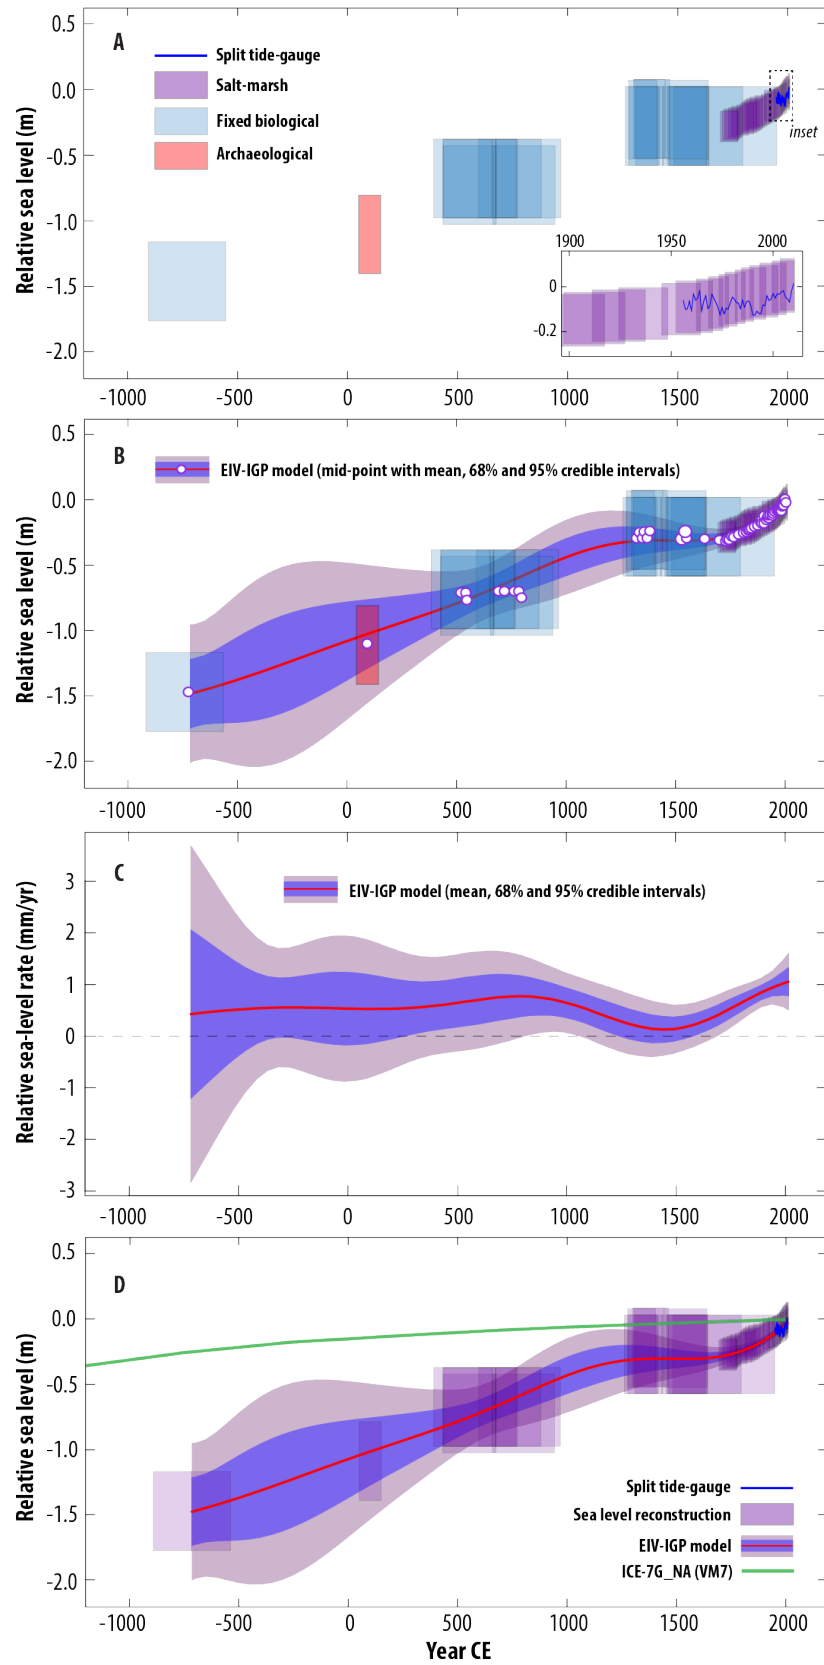 A
0.5
0.0
-0.5
-1.0
-1.5
-2.0
Relative sea level (m)
Split tide-gauge
Salt-marsh
Fixed biological
Archaeological
inset
1900 1950 2000
0
-0.2
-1000 -500 0 500 1000 1500 2000
B
0.5
0.0
-0.5
-1.0
-1.5
-2.0
Relative sea level (m)
EIV-IGP model (mid-point with mean, 68% and 95% credible intervals)
-1000 -500 0 500 1000 1500 2000
C
3
2
1
0
-1
-2
-3
Relative sea-level rate (mm/yr)
EIV-IGP model (mean, 68% and 95% credible intervals)
-1000 -500 0 500 1000 1500 2000
D
0.5
0.0
-0.5
-1.0
-1.5
-2.0
Relative sea level (m)
Split tide-gauge
Sea level reconstruction
EIV-IGP model
ICE-7G_NA (VM7)
-1000 -500 0 500 1000 1500 2000
Year CE